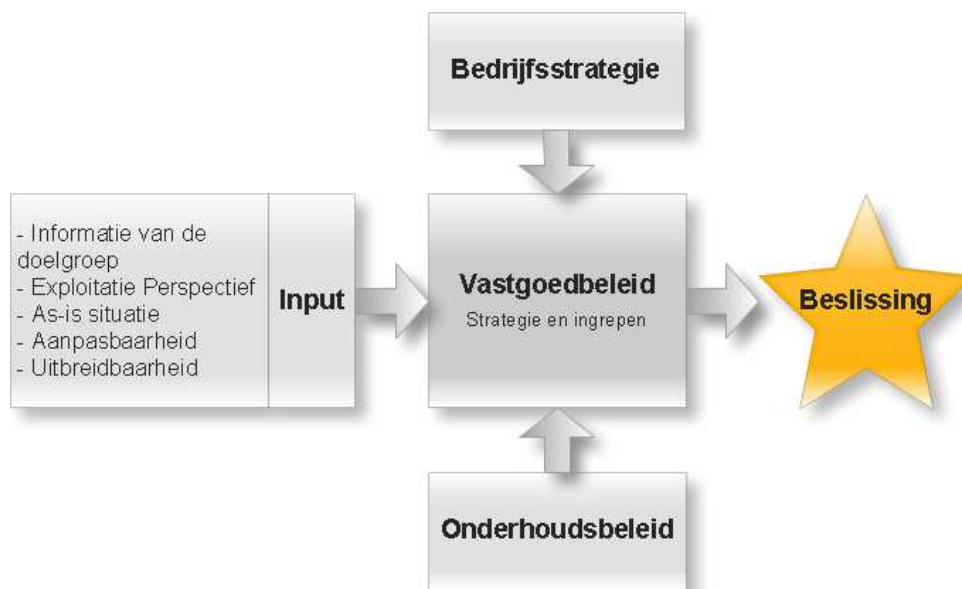 Bedrijfsstrategie
- Informatie van de
doelgroep
- Exploitatie Perspectief
- As-is situatie
- Aanpasbaarheid
- Uitbreidbaarheid
Input
Vastgoedbeleid
Strategie en ingrepen
Beslissing
Onderhoudsbeleid